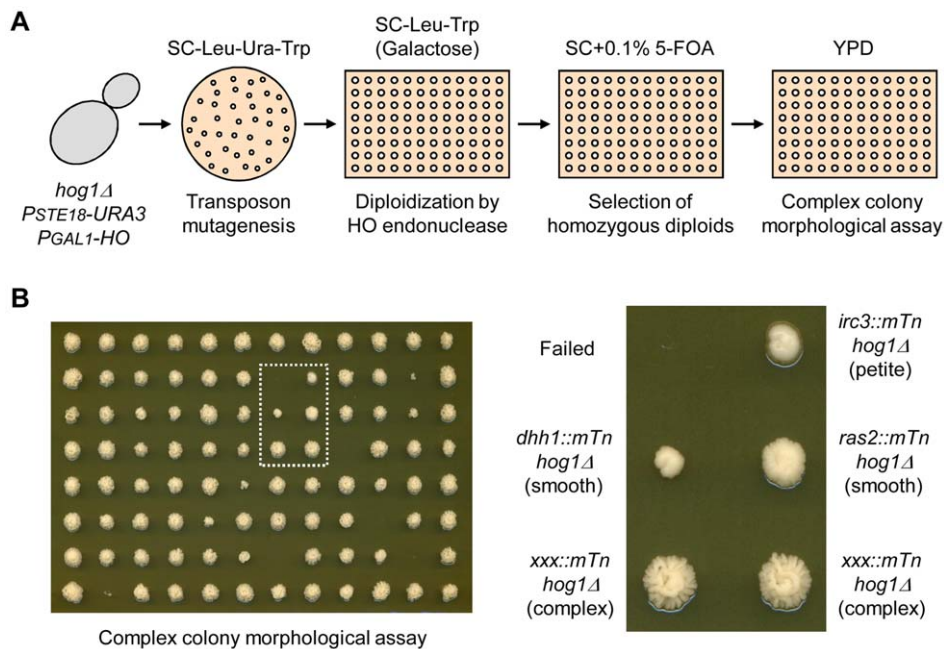 A
SC-Leu-Ura-Trp
SC-Leu-Trp
(Galactose)
SC+0.1% 5-FOA
YPD
hog1Δ
PSTE18-URA3
PGAL1-HO
Transposon
mutagenesis
Diploidization by
HO endonuclease
Selection of
homozygous diploids
Complex colony
morphological assay
B
Complex colony morphological assay
Failed
irc3::mTn
hog1Δ
(petite)
dhh1::mTn
hog1Δ
(smooth)
ras2::mTn
hog1Δ
(smooth)
xxx::mTn
hog1Δ
(complex)
xxx::mTn
hog1Δ
(complex)